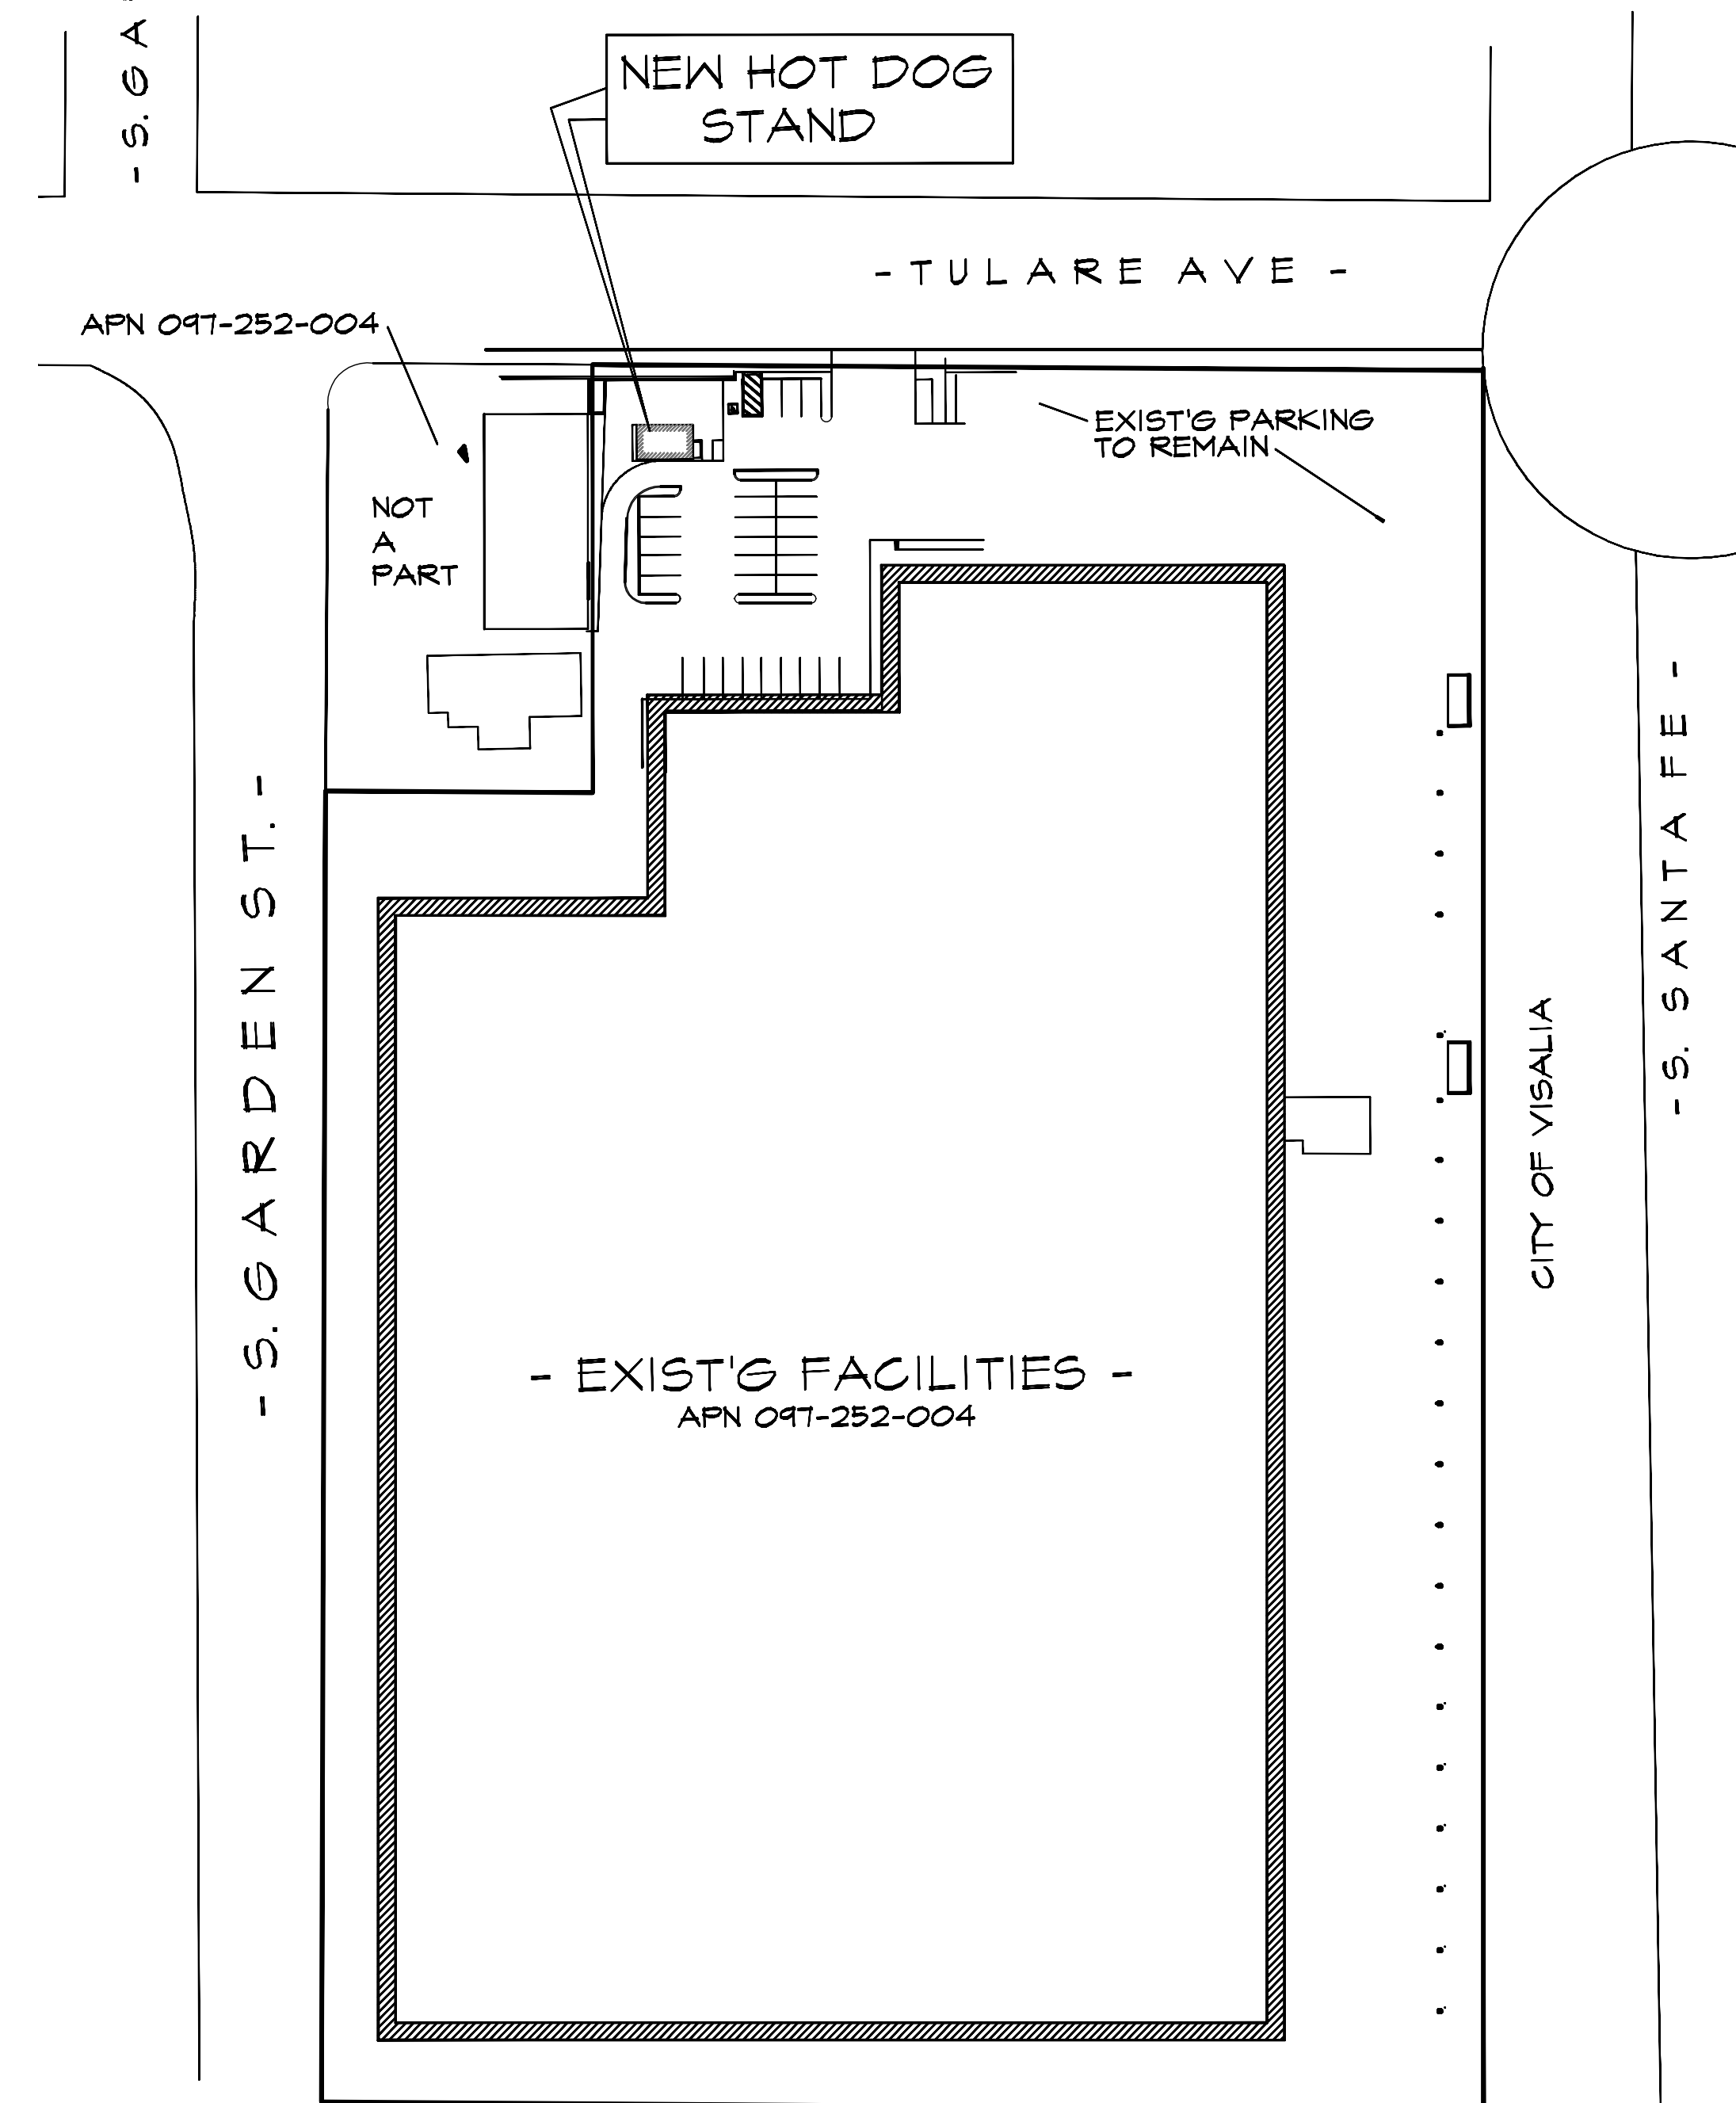 - S. GA
NEW HOT DOG
STAND
- TULARE AVE -
APN 097-252-004
EXIST'G PARKING
TO REMAIN
NOT
A
PART
- S. GARDEN ST. -
- S. SANTA FE -
CITY OF VISALIA
- EXIST'G FACILITIES -
APN 097-252-004